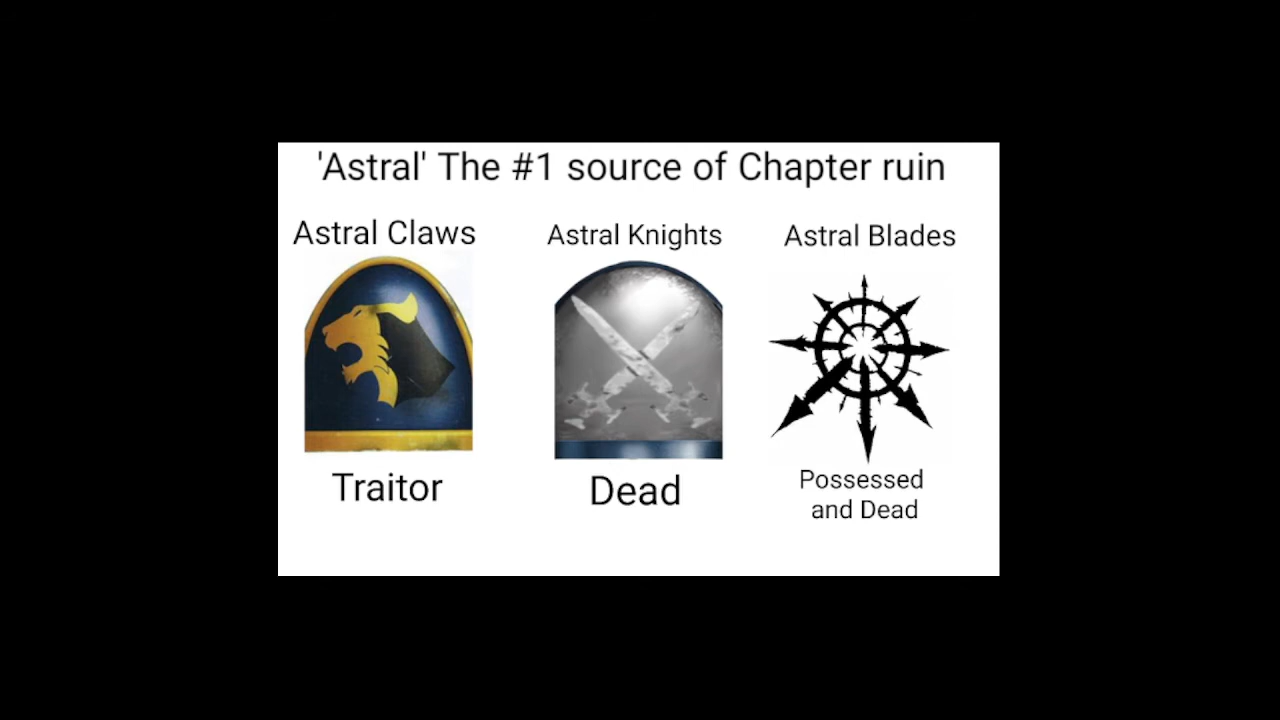 'Astral' The #1 source of Chapter ruin
Astral Claws
Astral Knights
Astral Blades
Traitor
Dead
Possessed
and Dead